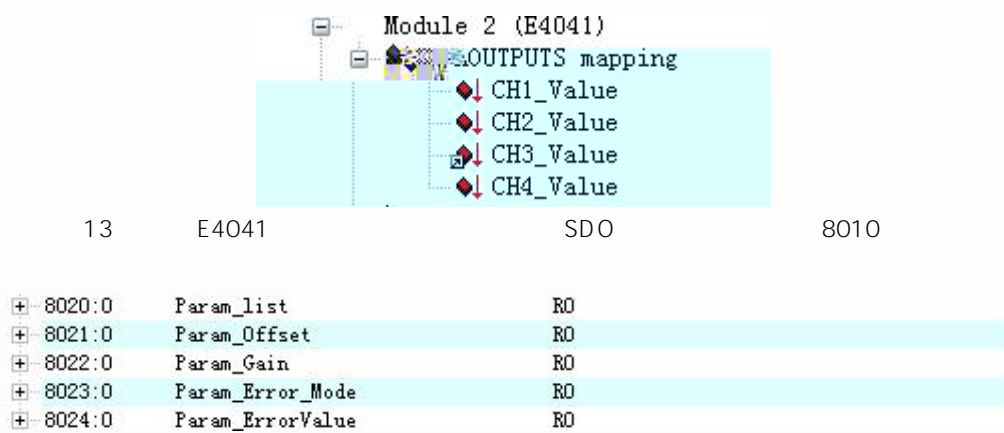 Module 2 (E4041)
OUTPUTS mapping
CH1_Value
CH2_Value
CH3_Value
CH4_Value
13 E4041 SDO 8010
8020:0 Param_list RO
8021:0 Param_Offset RO
8022:0 Param_Gain RO
8023:0 Param_Error_Mode RO
8024:0 Param_ErrorValue RO